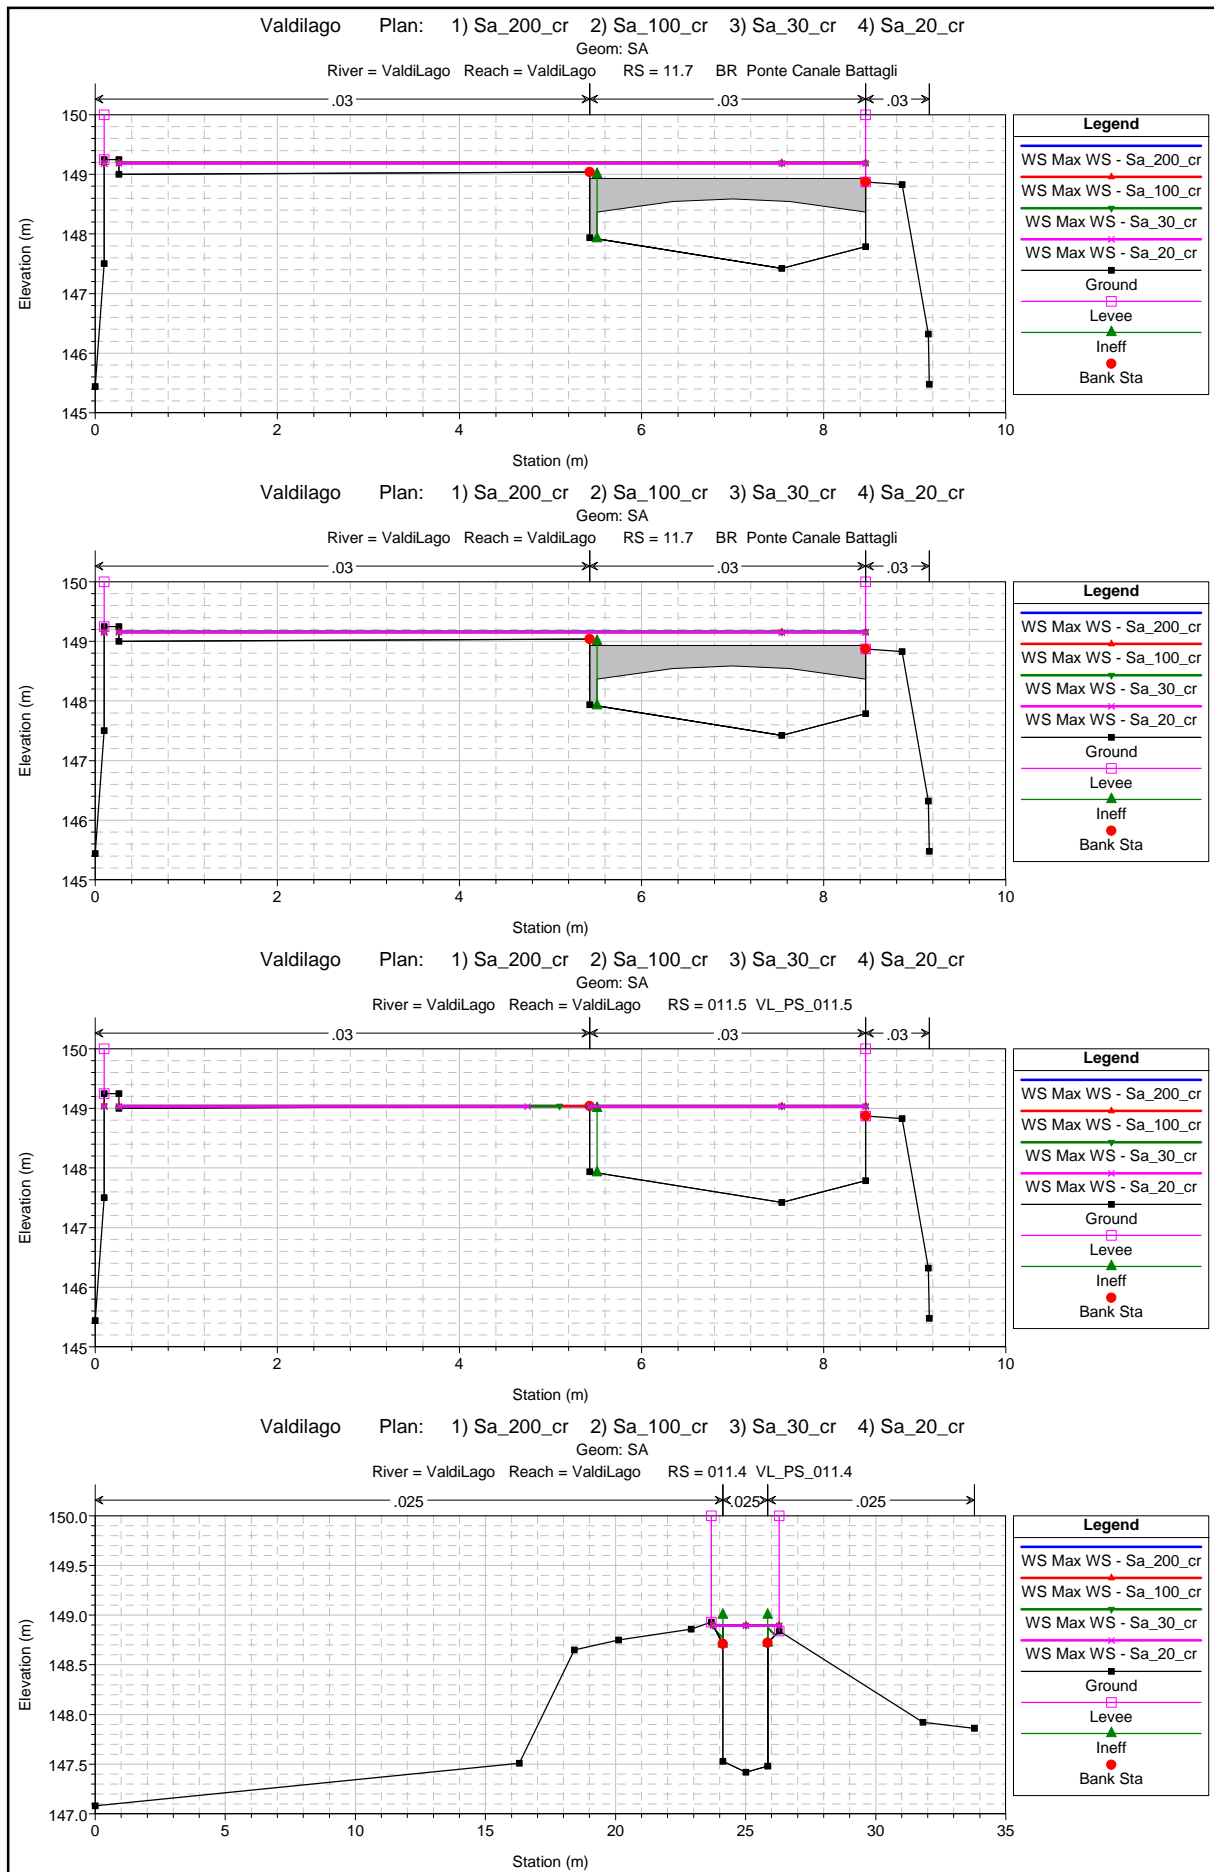 Valdilago Plan: 1) Sa_200_cr 2) Sa_100_cr 3) Sa_30_cr 4) Sa_20_cr
Geom: SA
River = ValdiLago Reach = ValdiLago RS = 11.7 BR Ponte Canale Battagli
.03 .03 .03
150
149
148
147
146
145
Elevation (m)
0 2 4 6 8 10
Station (m)
Legend
WS Max WS - Sa_200_cr
WS Max WS - Sa_100_cr
WS Max WS - Sa_30_cr
WS Max WS - Sa_20_cr
Ground
Levee
Ineff
Bank Sta
Valdilago Plan: 1) Sa_200_cr 2) Sa_100_cr 3) Sa_30_cr 4) Sa_20_cr
Geom: SA
River = ValdiLago Reach = ValdiLago RS = 11.7 BR Ponte Canale Battagli
.03 .03 .03
150
149
148
147
146
145
Elevation (m)
0 2 4 6 8 10
Station (m)
Legend
WS Max WS - Sa_200_cr
WS Max WS - Sa_100_cr
WS Max WS - Sa_30_cr
WS Max WS - Sa_20_cr
Ground
Levee
Ineff
Bank Sta
Valdilago Plan: 1) Sa_200_cr 2) Sa_100_cr 3) Sa_30_cr 4) Sa_20_cr
Geom: SA
River = ValdiLago Reach = ValdiLago RS = 011.5 VL_PS_011.5
.03 .03 .03
150
149
148
147
146
145
Elevation (m)
0 2 4 6 8 10
Station (m)
Legend
WS Max WS - Sa_200_cr
WS Max WS - Sa_100_cr
WS Max WS - Sa_30_cr
WS Max WS - Sa_20_cr
Ground
Levee
Ineff
Bank Sta
Valdilago Plan: 1) Sa_200_cr 2) Sa_100_cr 3) Sa_30_cr 4) Sa_20_cr
Geom: SA
River = ValdiLago Reach = ValdiLago RS = 011.4 VL_PS_011.4
.025 .025 .025
150.0
149.5
149.0
148.5
148.0
147.5
147.0
Elevation (m)
0 5 10 15 20 25 30 35
Station (m)
Legend
WS Max WS - Sa_200_cr
WS Max WS - Sa_100_cr
WS Max WS - Sa_30_cr
WS Max WS - Sa_20_cr
Ground
Levee
Ineff
Bank Sta